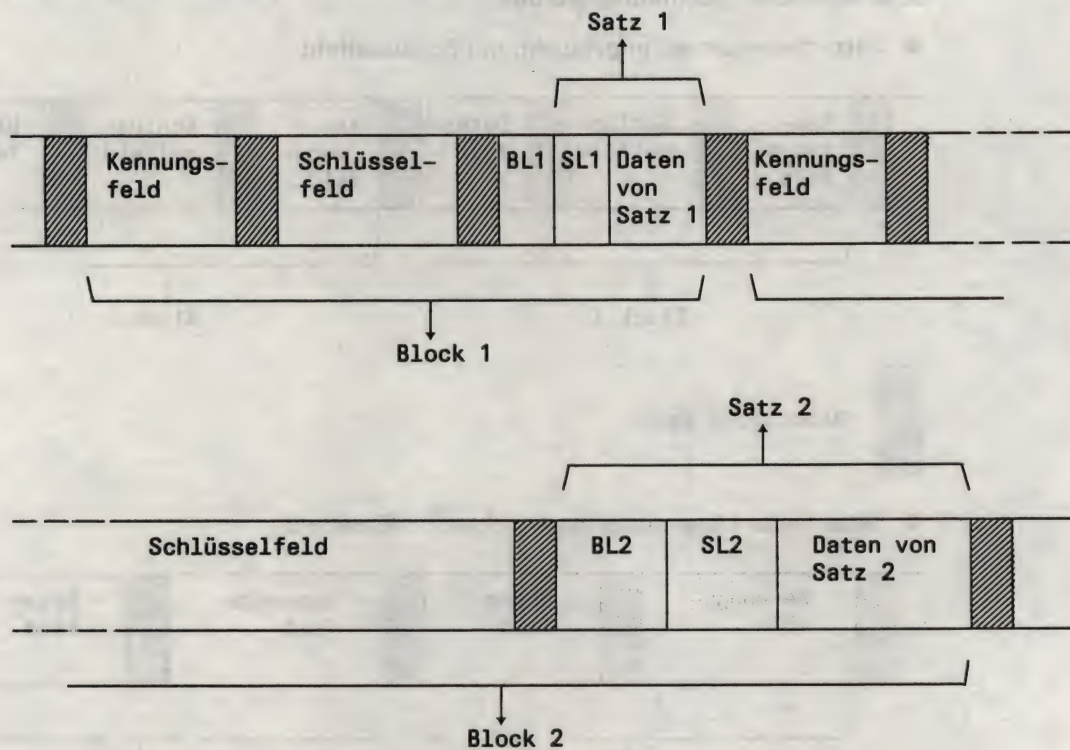 Satz 1
Kennungs-
feld
Schlüssel-
feld
BL1
SL1
Daten
von
Satz 1
Kennungs-
feld
Block 1
Satz 2
Schlüsselfeld
BL2
SL2
Daten von
Satz 2
Block 2